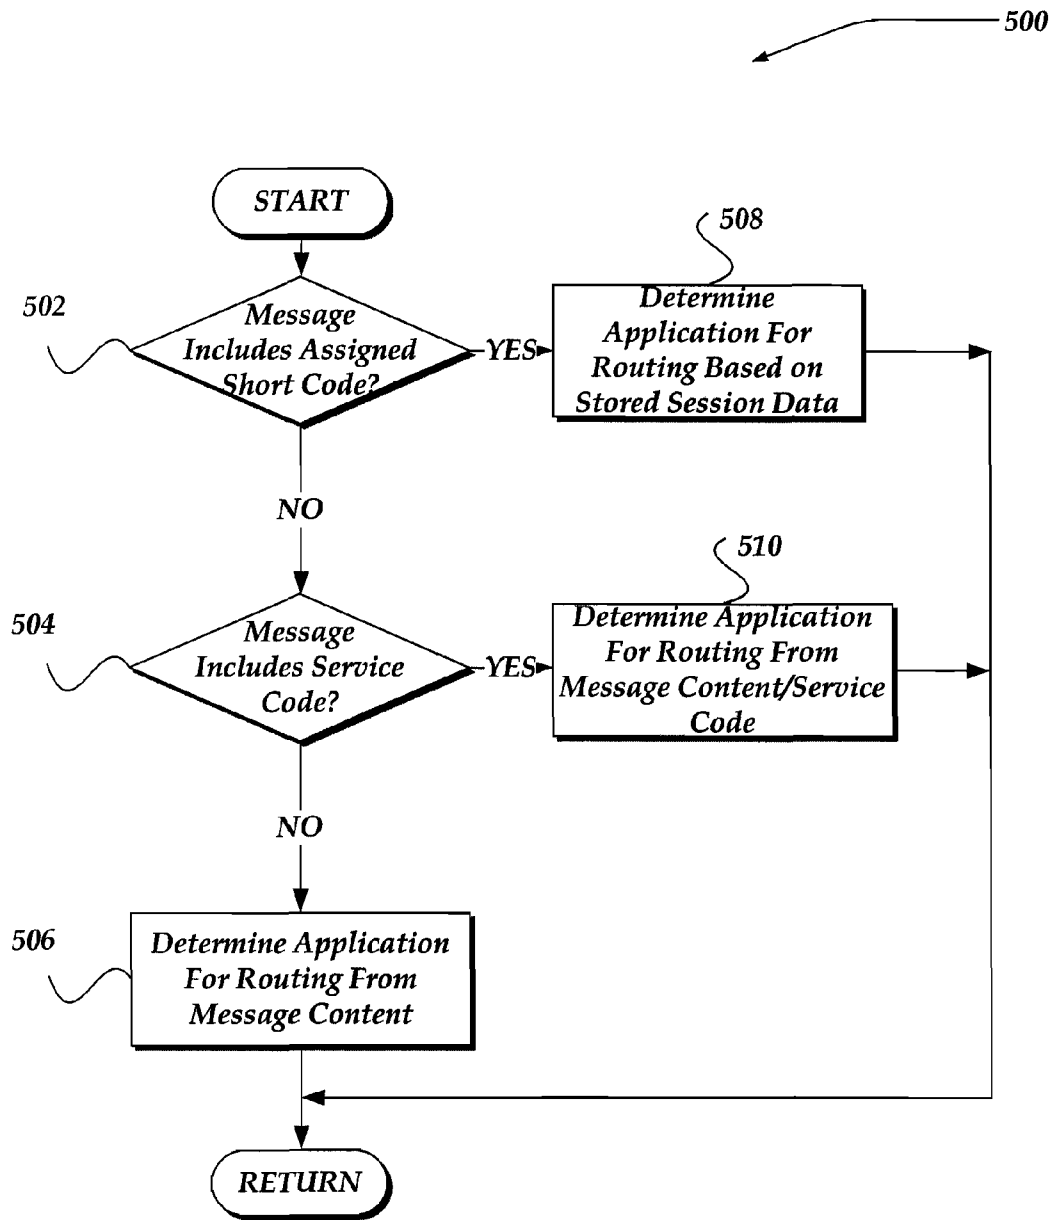 500
START
508
502
Message
Includes Assigned
Short Code?
YES
Determine
Application For
Routing Based on
Stored Session Data
NO
510
504
Message
Includes Service
Code?
YES
Determine Application
For Routing From
Message Content/Service
Code
NO
506
Determine Application
For Routing From
Message Content
RETURN